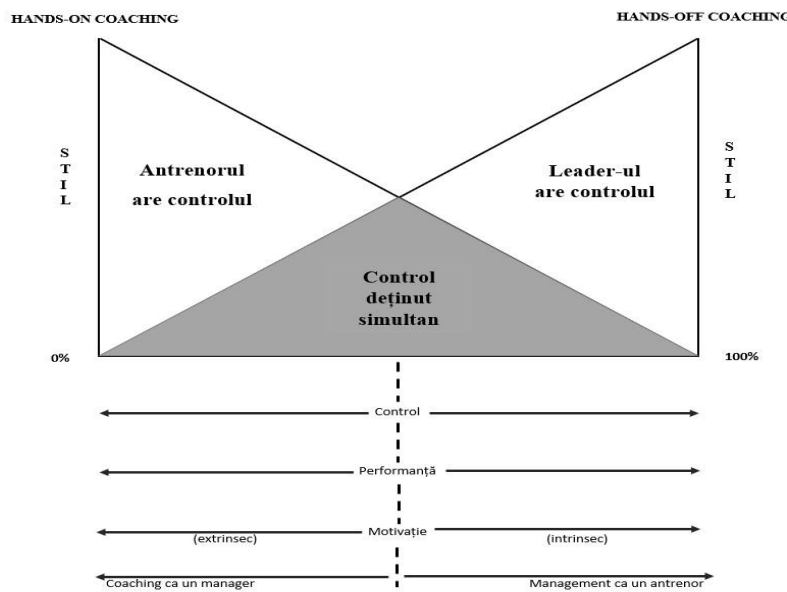 HANDS-ON COACHING
HANDS-OFF COACHING
S
T
I
L
Antrenorul
are controlul
Leader-ul
are controlul
S
T
I
L
Control
deținut
simultan
0%
100%
Control
Performanță
Motivație
(extrinsec)
(intrinsec)
Coaching ca un manager
Management ca un antrenor